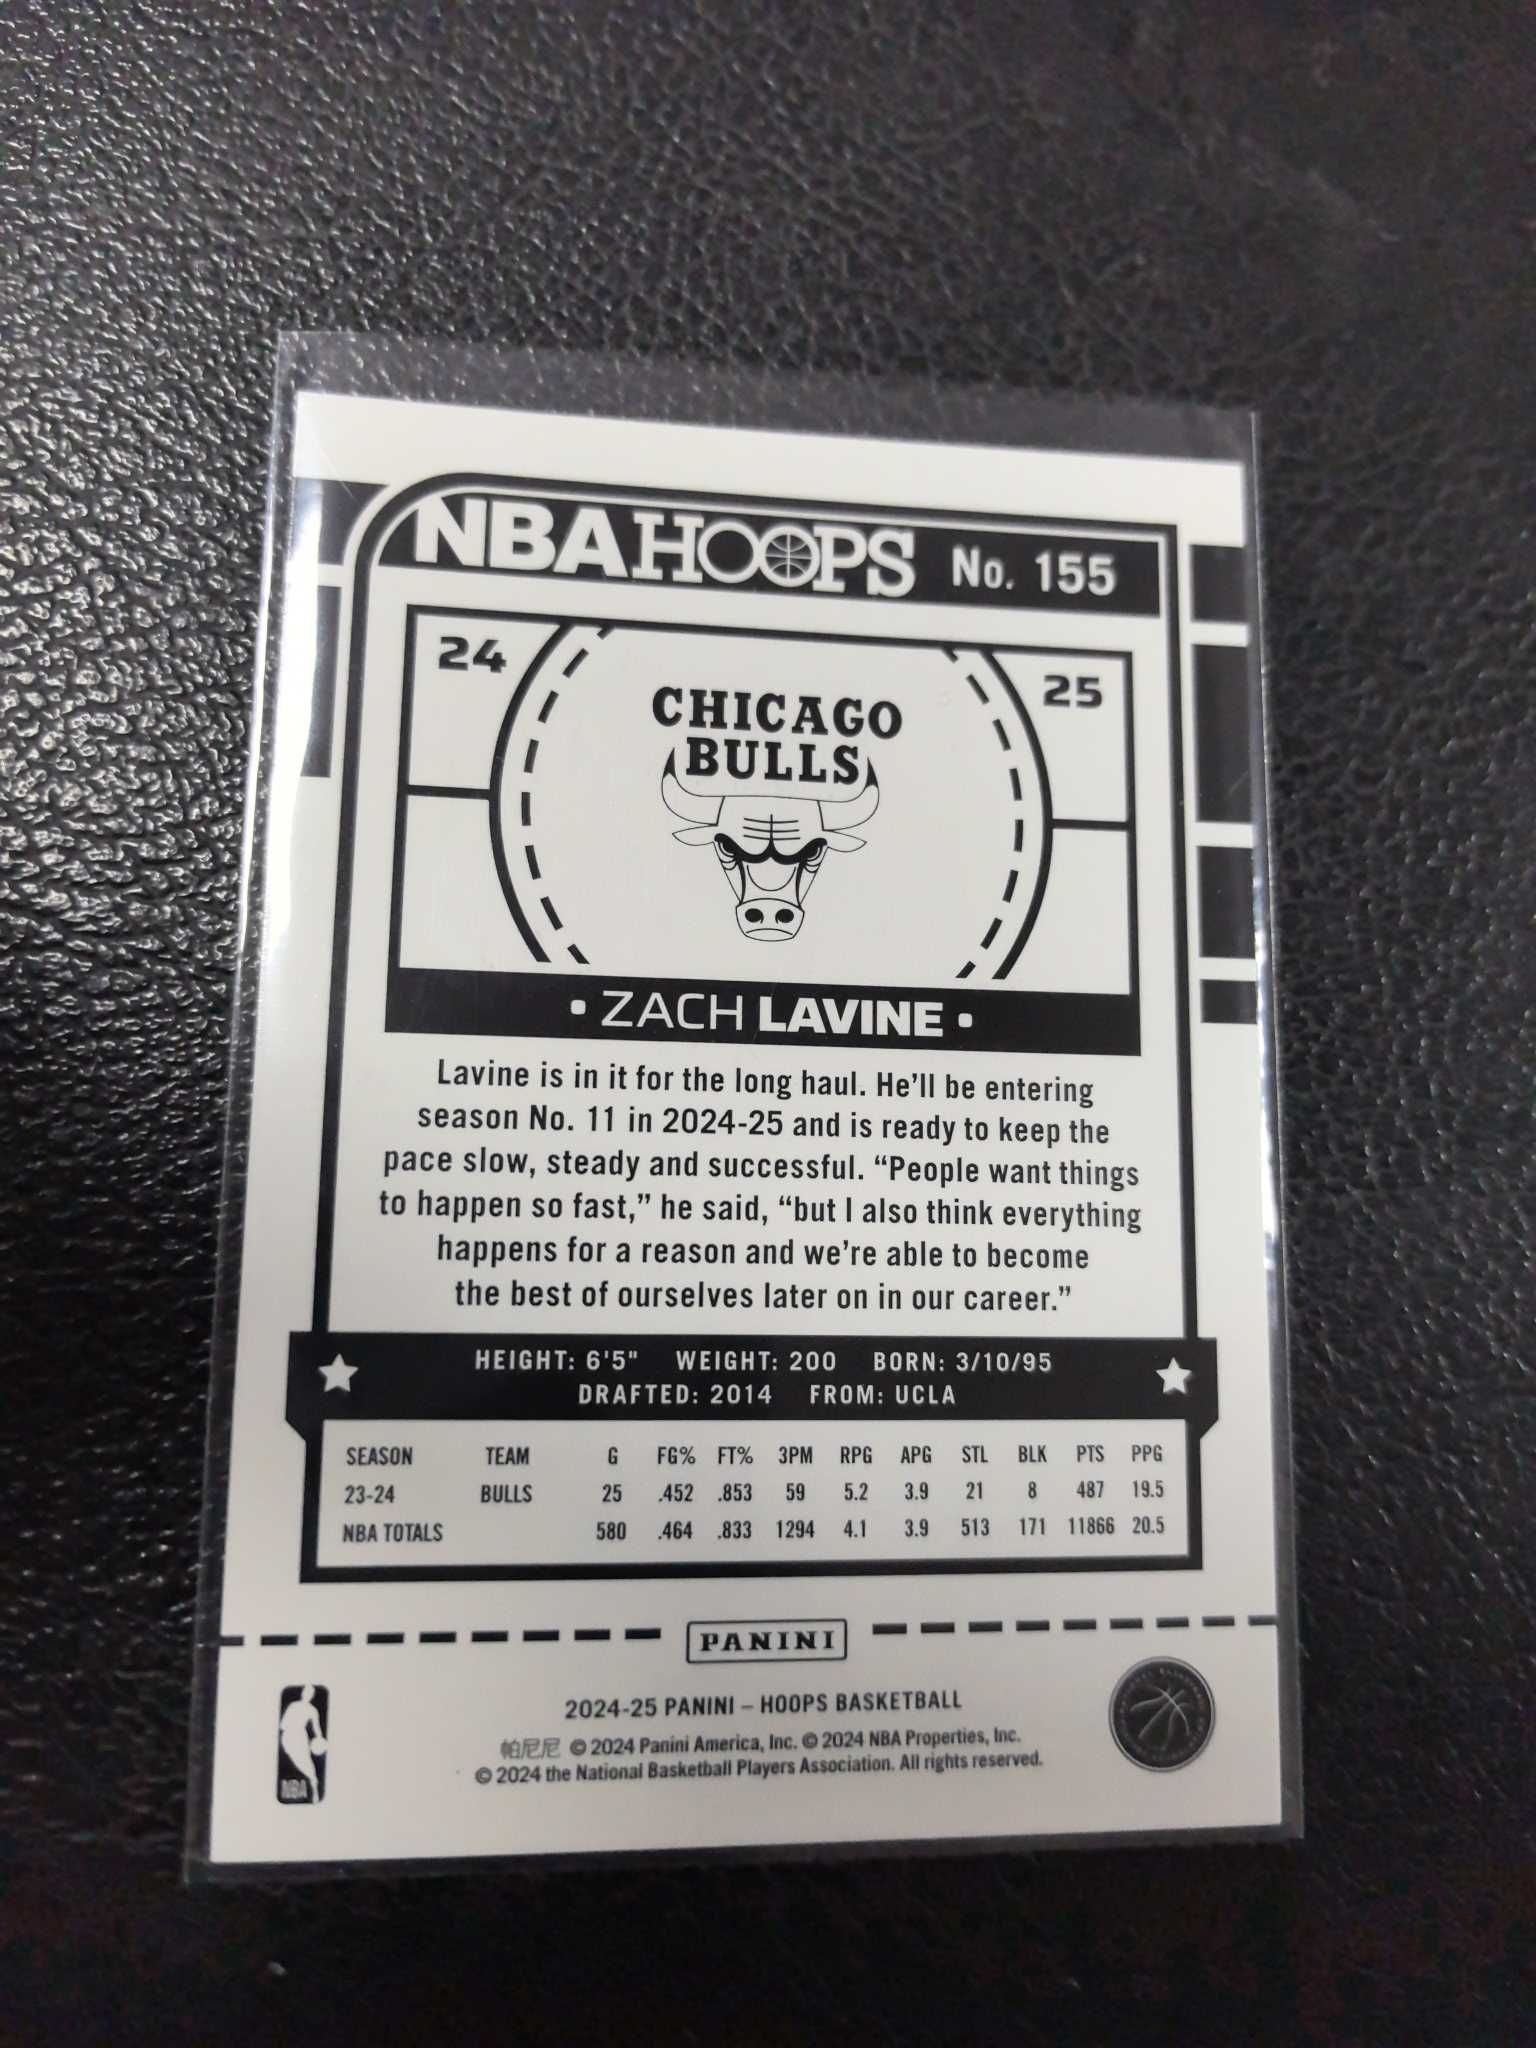 NBA HOOPS No. 155
24 25
CHICAGO
BULLS
• ZACH LAVINE •
Lavine is in it for the long haul. He’ll be entering
season No. 11 in 2024-25 and is ready to keep the
pace slow, steady and successful. “People want things
to happen so fast,” he said, “but I also think everything
happens for a reason and we’re able to become
the best of ourselves later on in our career.”
HEIGHT: 6'5" WEIGHT: 200 BORN: 3/10/95
DRAFTED: 2014 FROM: UCLA
SEASON TEAM G FG% FT% 3PM RPG APG STL BLK PTS PPG
23-24 BULLS 25 .452 .853 59 5.2 3.9 21 8 487 19.5
NBA TOTALS 580 .464 .833 1294 4.1 3.9 513 171 11866 20.5
PANINI
2024-25 PANINI – HOOPS BASKETBALL
帕尼尼 © 2024 Panini America, Inc. © 2024 NBA Properties, Inc.
© 2024 the National Basketball Players Association. All rights reserved.
NBA